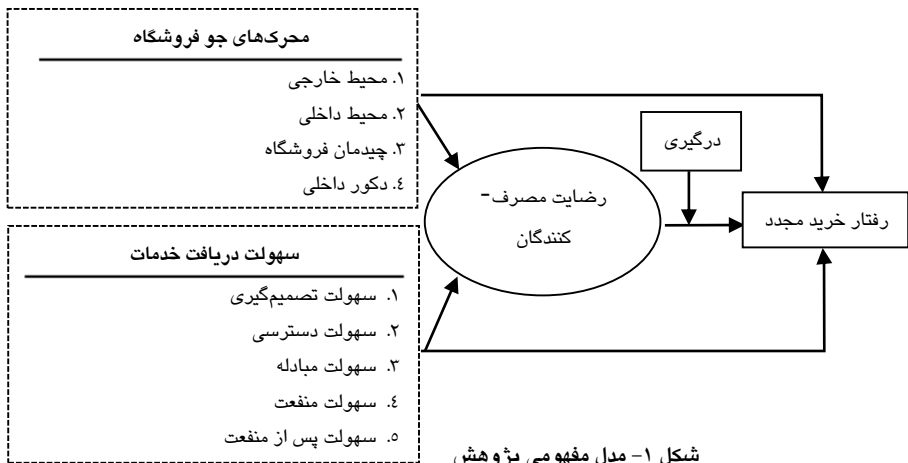 محرک‌های جو فروشگاه
۱. محیط خارجی
۲. محیط داخلی
۳. چیدمان فروشگاه
٤. دکور داخلی
سهولت دریافت خدمات
۱. سهولت تصمیم‌گیری
۲. سهولت دسترسی
۳. سهولت مبادله
٤. سهولت منفعت
۵. سهولت پس از منفعت
رضایت مصرف-
کنندگان
درگیری
رفتار خرید مجدد
شکل ۱- مدل مفهومی پژوهش